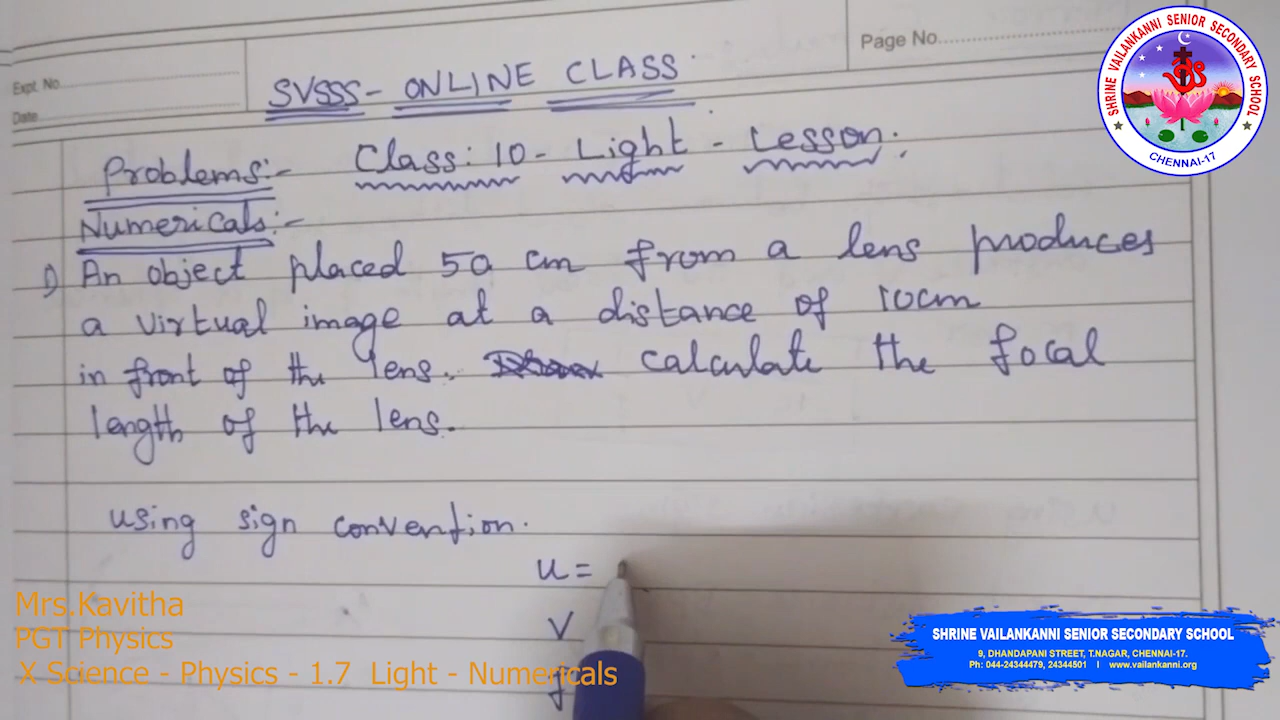 Expt. No.
Date
Page No.
SVSSS - ONLINE CLASS
Problems:- Class. 10 - Light - Lesson.
Numericals:-
1) An object placed 50 cm from a lens produces
a virtual image at a distance of 10cm
in front of the lens. calculate the focal
length of the lens.
using sign convention.
u =
v
f
SHRINE VAILANKANNI SENIOR SECONDARY SCHOOL
CHENNAI-17
Mrs.Kavitha
PGT Physics
X Science - Physics - 1.7 Light - Numericals
SHRINE VAILANKANNI SENIOR SECONDARY SCHOOL
9, DHANDAPANI STREET, T.NAGAR, CHENNAI-17.
Ph: 044-24344479, 24344501 | www.vailankanni.org